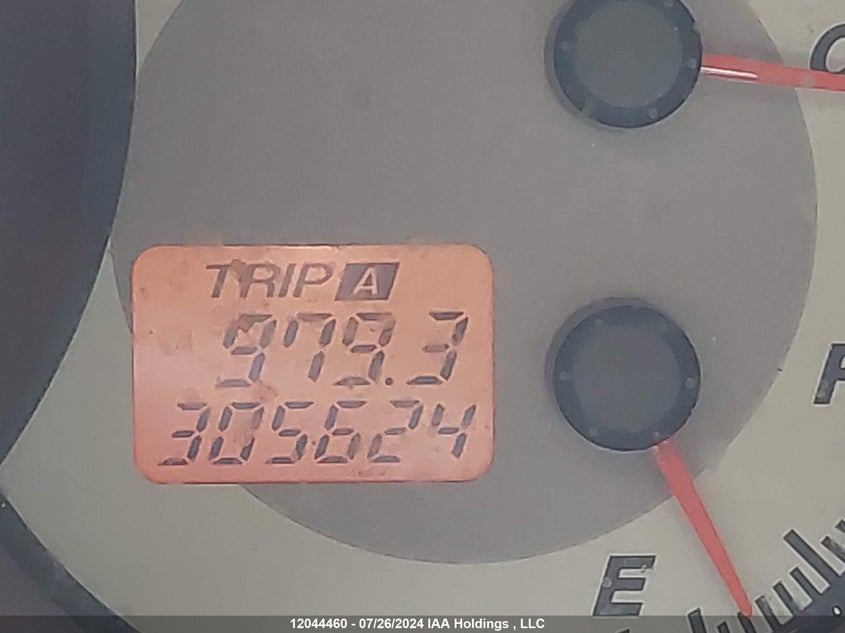 TRIP A
979.3
305624
E
12044460 - 07/26/2024 IAA Holdings , LLC